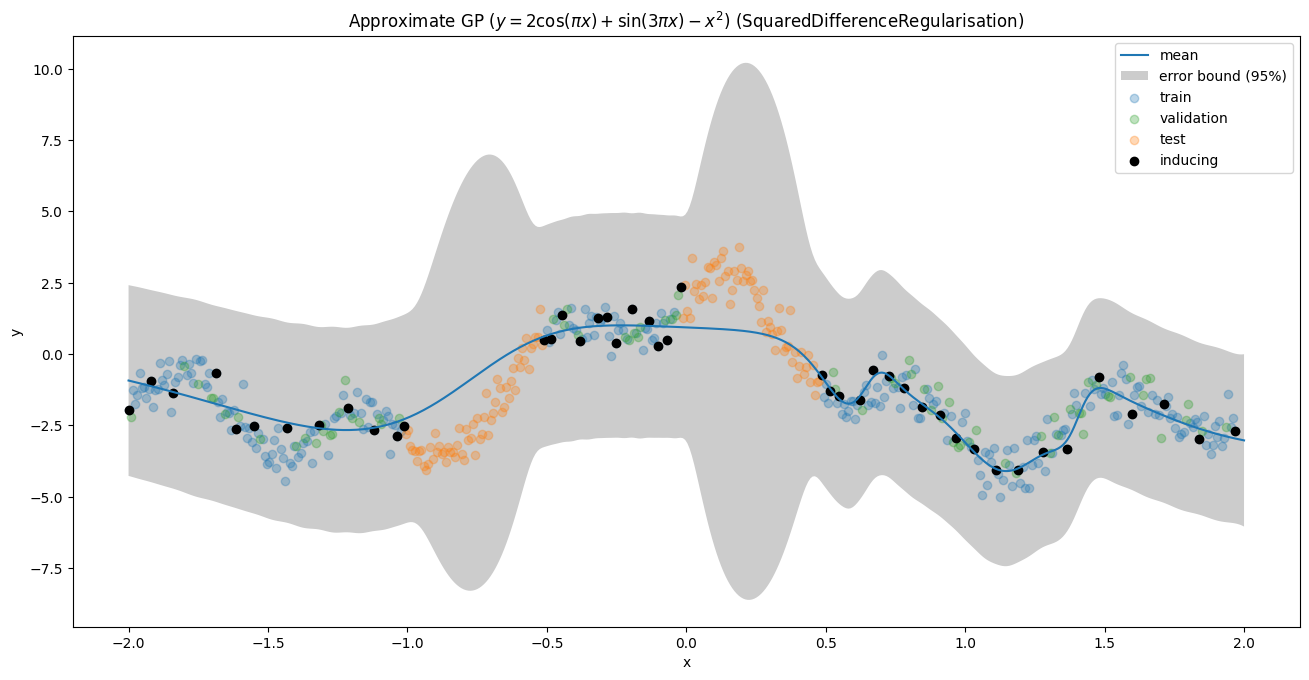 Approximate GP (y = 2cos(πx) + sin(3πx) − x²) (SquaredDifferenceRegularisation)
mean
error bound (95%)
train
validation
test
inducing
10.0
7.5
5.0
2.5
0.0
−2.5
−5.0
−7.5
y
−2.0 −1.5 −1.0 −0.5 0.0 0.5 1.0 1.5 2.0
x